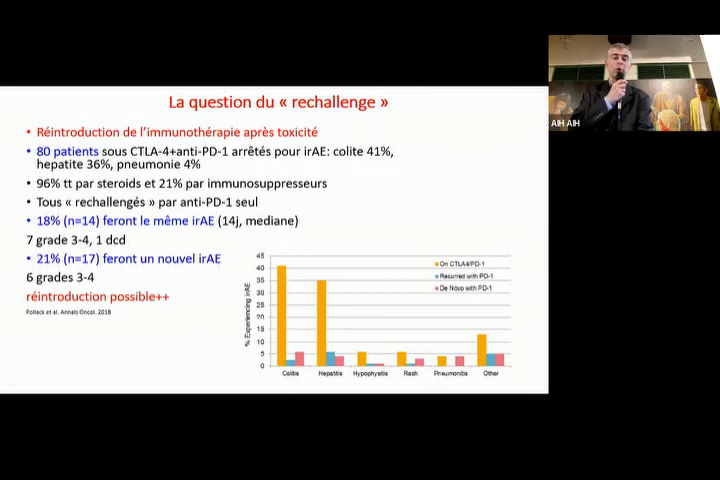 La question du « rechallenge »
• Réintroduction de l'immunothérapie après toxicité
• 80 patients sous CTLA-4+anti-PD-1 arrêtés pour irAE: colite 41%,
hepatite 36%, pneumonie 4%
• 96% tt par steroids et 21% par immunosuppresseurs
• Tous « rechallengés » par anti-PD-1 seul
• 18% (n=14) feront le même irAE (14j, mediane)
7 grade 3-4, 1 dcd
• 21% (n=17) feront un nouvel irAE
6 grades 3-4
réintroduction possible++
Pollack et al. Annals Oncol. 2018
% Experiencing irAE
45
40
35
30
25
20
15
10
5
0
On CTLA4/PD-1
Recurred with PD-1
De Novo with PD-1
Colitis Hepatitis Hypophysitis Rash Pneumonitis Other
AIH AIH